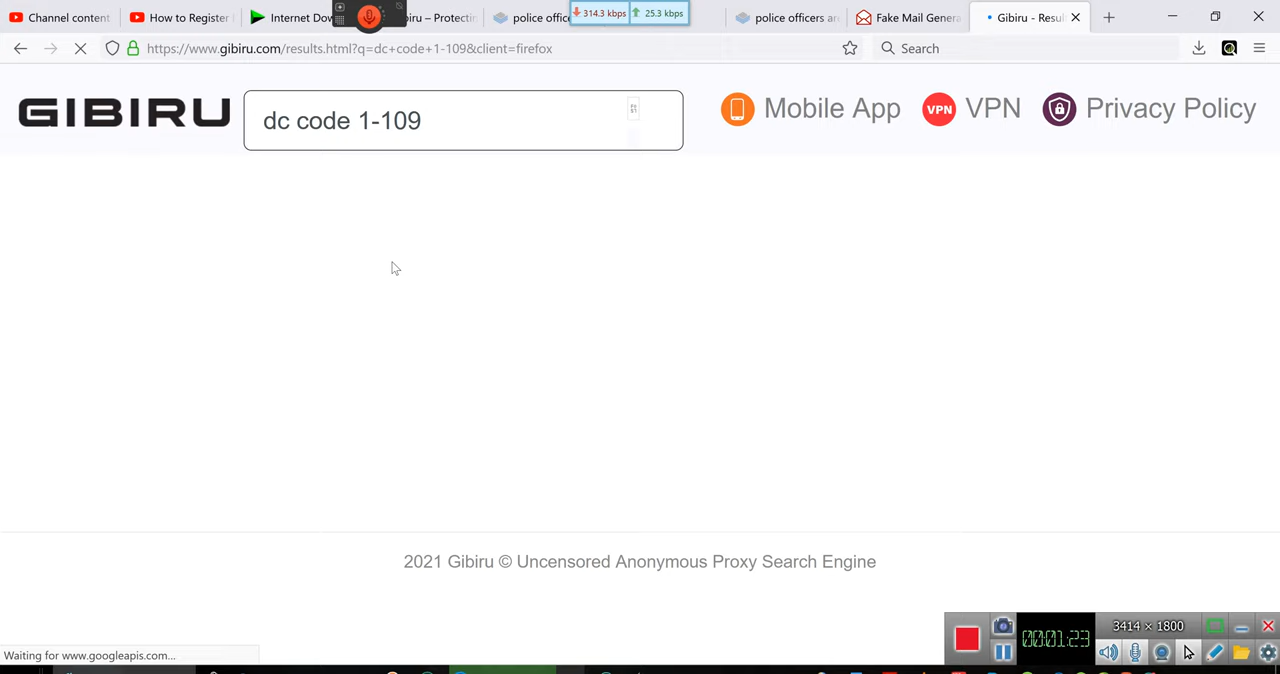 Channel content
How to Register
Internet Dow
biru – Protectin
police offic
314.3 kbps
25.3 kbps
police officers are
Fake Mail Genera
Gibiru - Resul
https://www.gibiru.com/results.html?q=dc+code+1-109&client=firefox
Search
GIBIRU
dc code 1-109
Mobile App
VPN
VPN
Privacy Policy
2021 Gibiru © Uncensored Anonymous Proxy Search Engine
00:01:23
3414 × 1800
Waiting for www.googleapis.com...